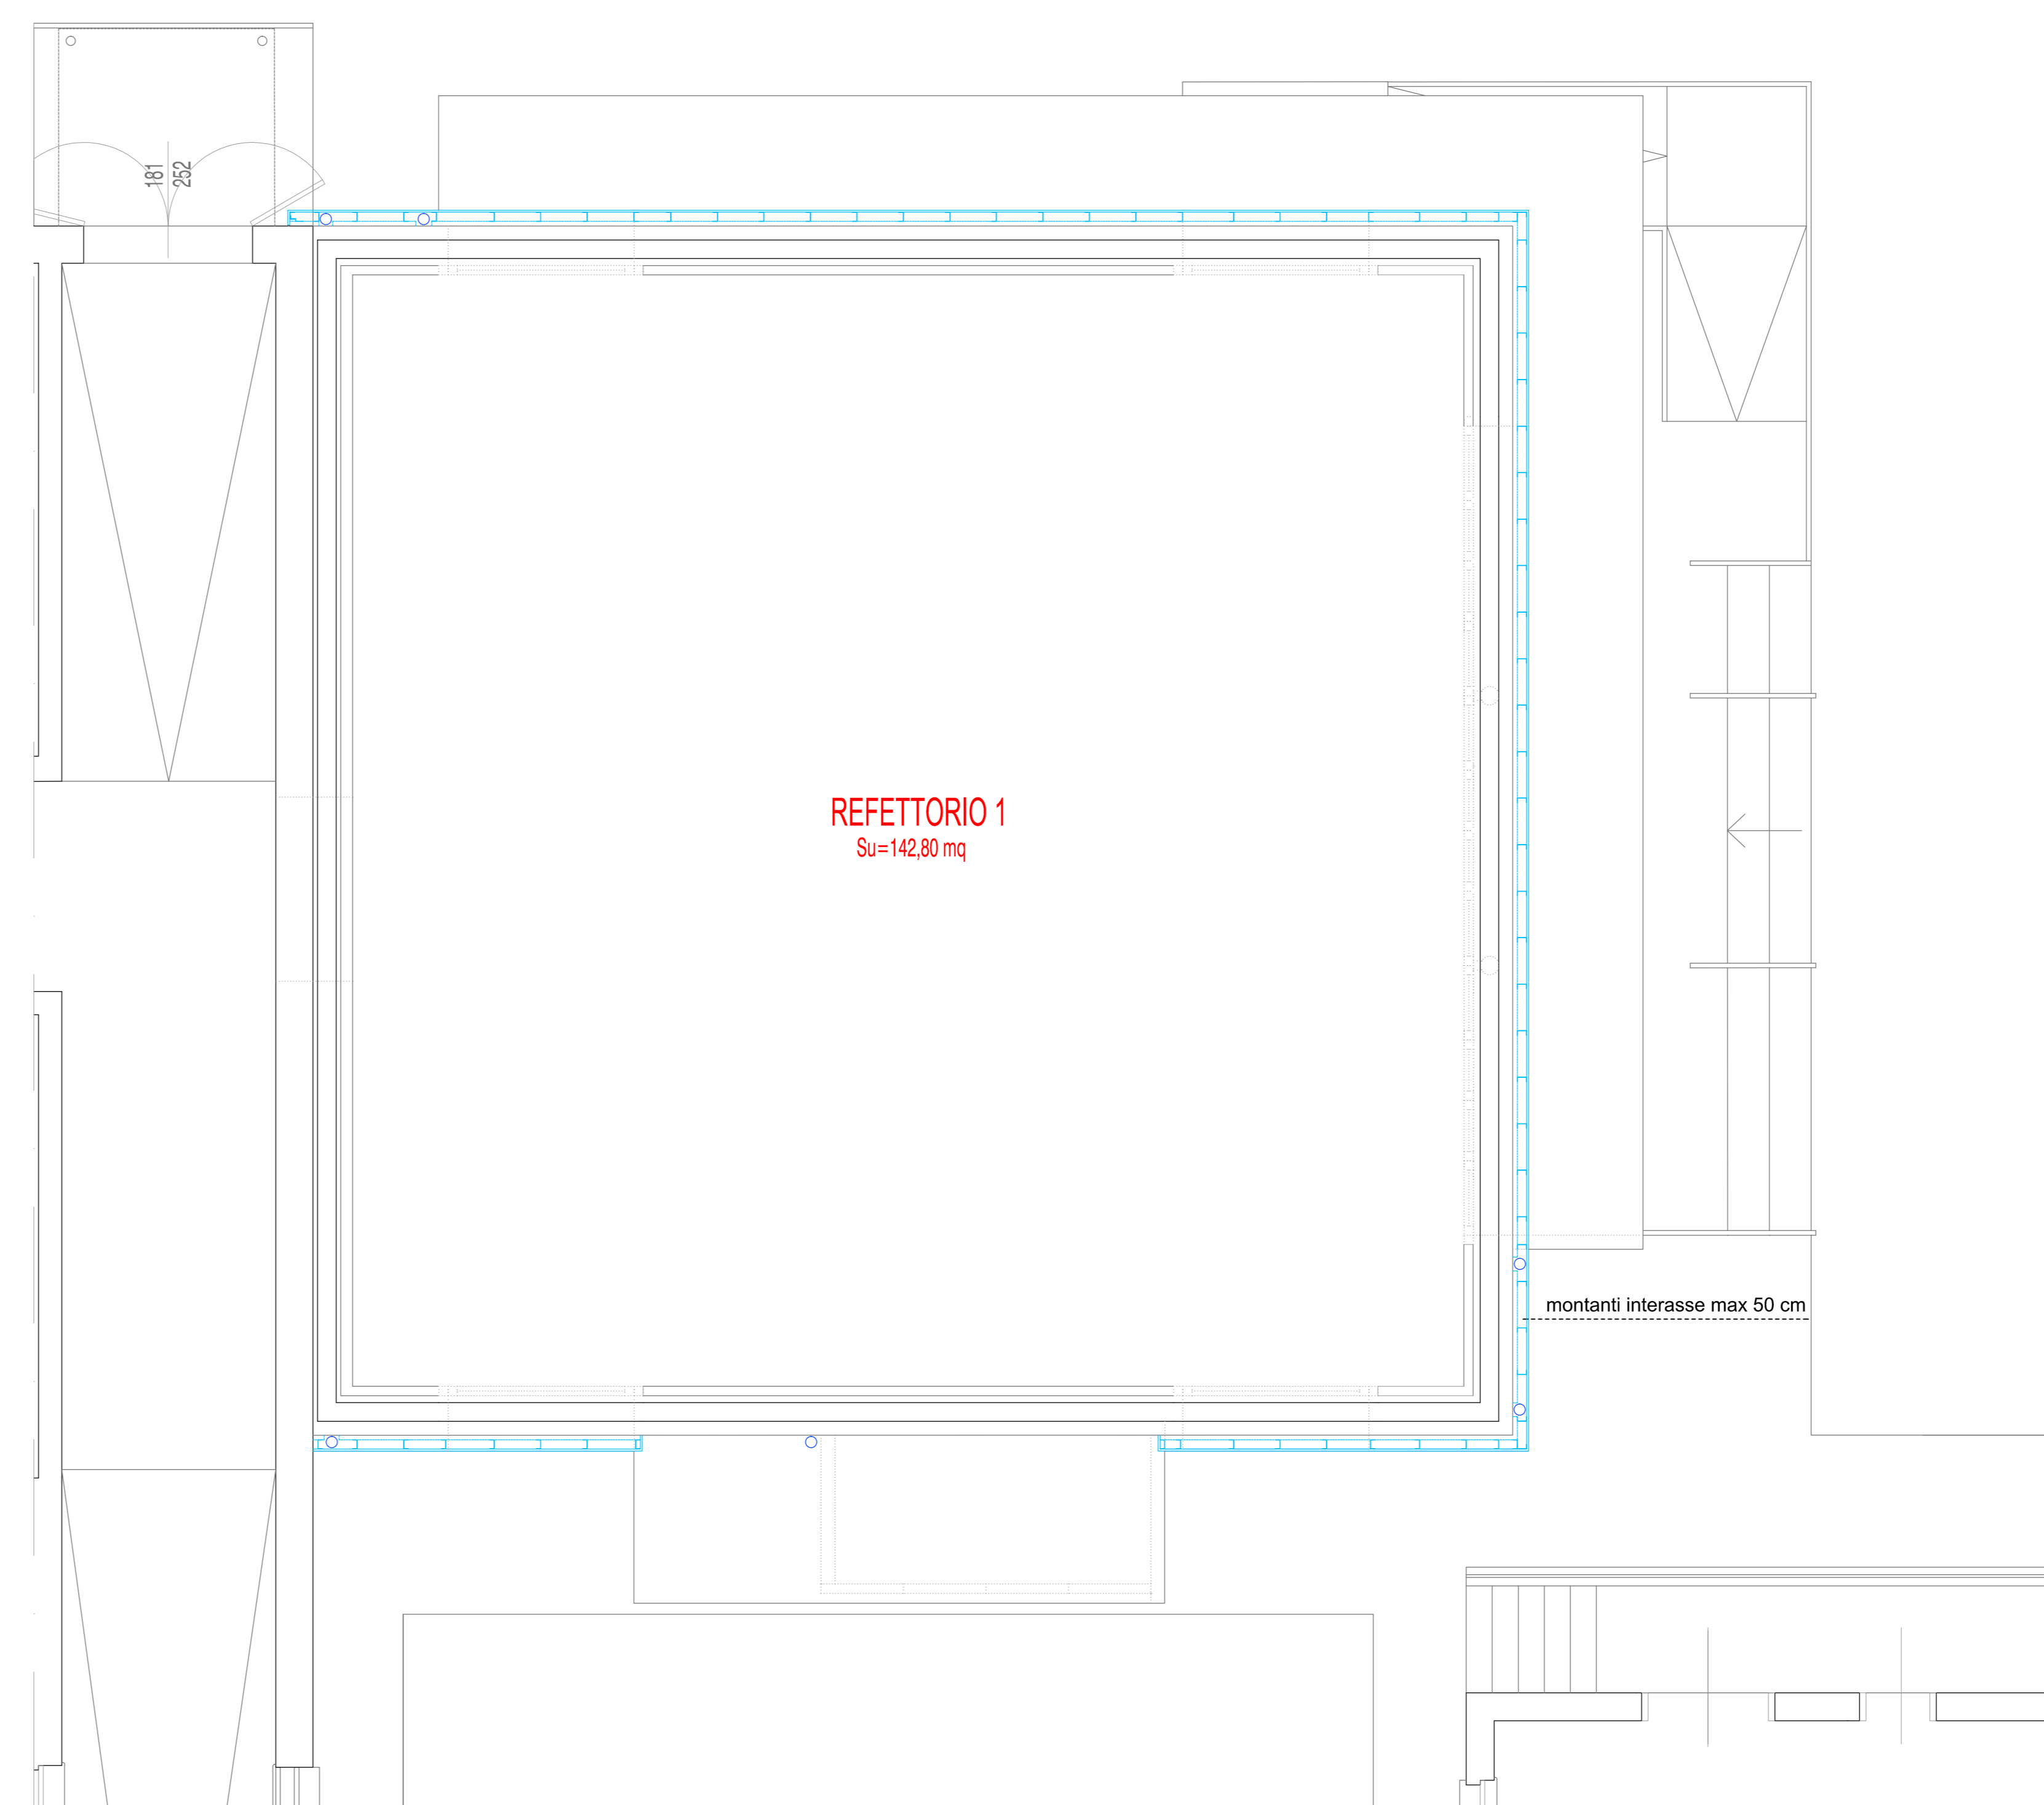 181
252
REFETTORIO 1
Su=142,80 mq
montanti interasse max 50 cm